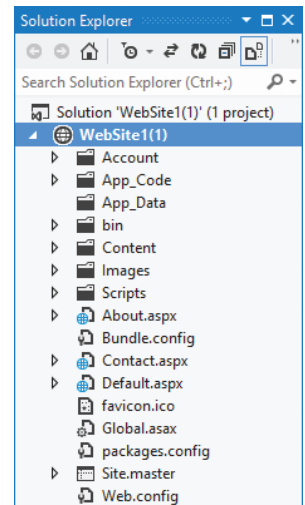 Solution Explorer
Search Solution Explorer (Ctrl+;)
Solution 'WebSite1(1)' (1 project)
WebSite1(1)
Account
App_Code
App_Data
bin
Content
Images
Scripts
About.aspx
Bundle.config
Contact.aspx
Default.aspx
favicon.ico
Global.asax
packages.config
Site.master
Web.config